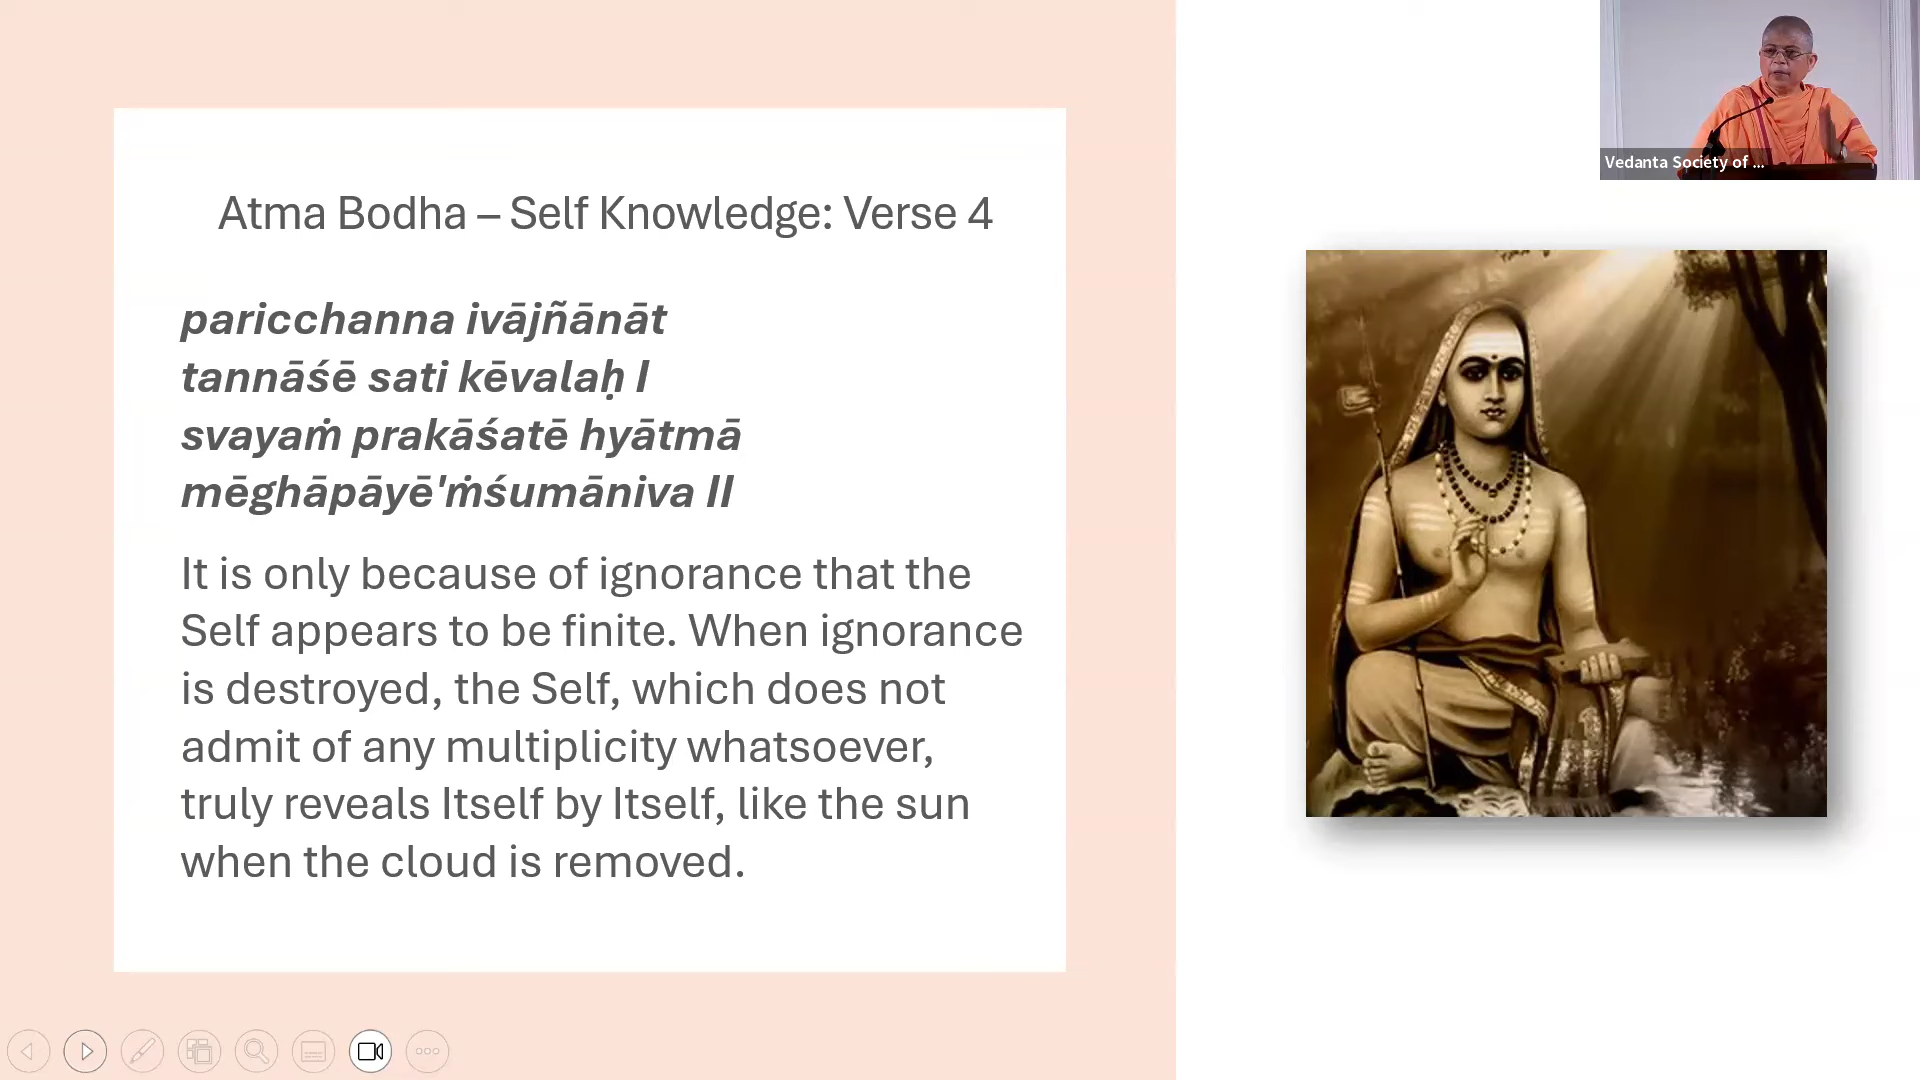 Atma Bodha – Self Knowledge: Verse 4
paricchanna ivājñānāt
tannāśē sati kēvalaḥ l
svayaṁ prakāśatē hyātmā
mēghāpāyē'ṁśumāniva ll
It is only because of ignorance that the
Self appears to be finite. When ignorance
is destroyed, the Self, which does not
admit of any multiplicity whatsoever,
truly reveals Itself by Itself, like the sun
when the cloud is removed.
Vedanta Society of ...